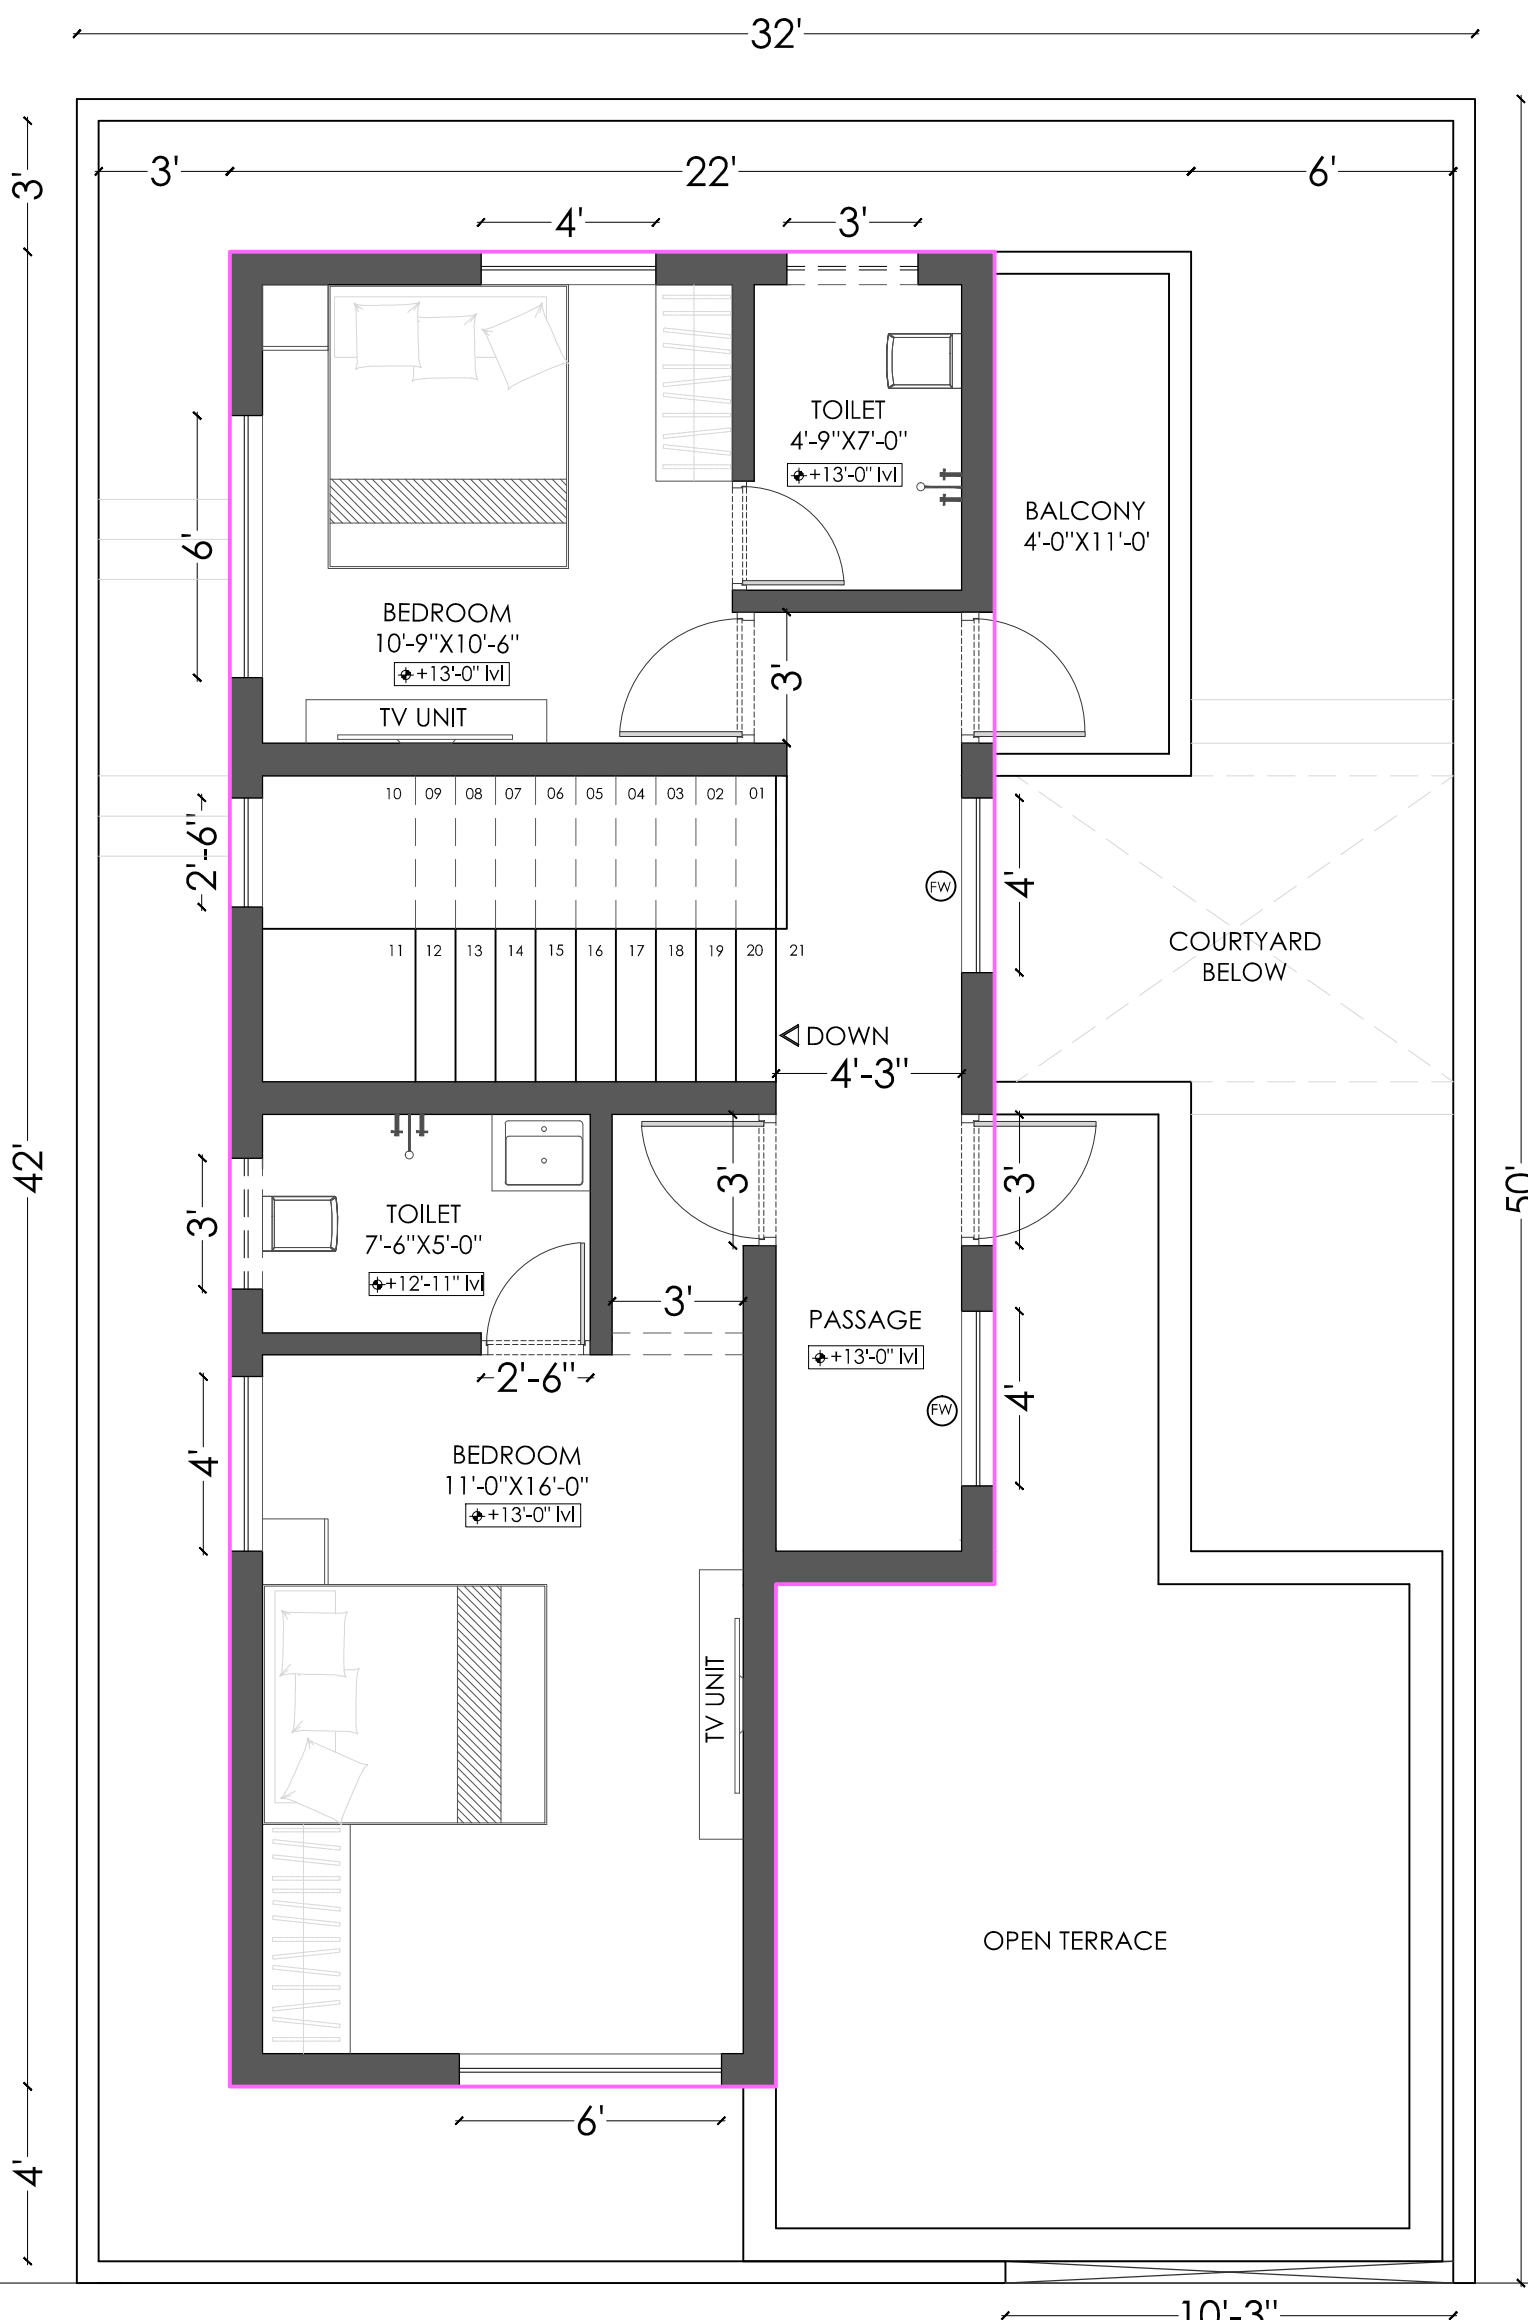 32'
3'
22'
6'
3'
4'
3'
TOILET
4'-9"X7'-0"
+13'-0" lvl
BALCONY
4'-0"X11'-0'
6'
BEDROOM
10'-9"X10'-6"
+13'-0" lvl
3'
TV UNIT
10 09 08 07 06 05 04 03 02 01
2'-6"
FW
4'
COURTYARD
BELOW
11 12 13 14 15 16 17 18 19 20 21
DOWN
4'-3"
42'
50'
3'
3'
3'
TOILET
7'-6"X5'-0"
+12'-11" lvl
3'
PASSAGE
+13'-0" lvl
2'-6"
4'
FW
4'
BEDROOM
11'-0"X16'-0"
+13'-0" lvl
TV UNIT
OPEN TERRACE
6'
4'
10'-3"